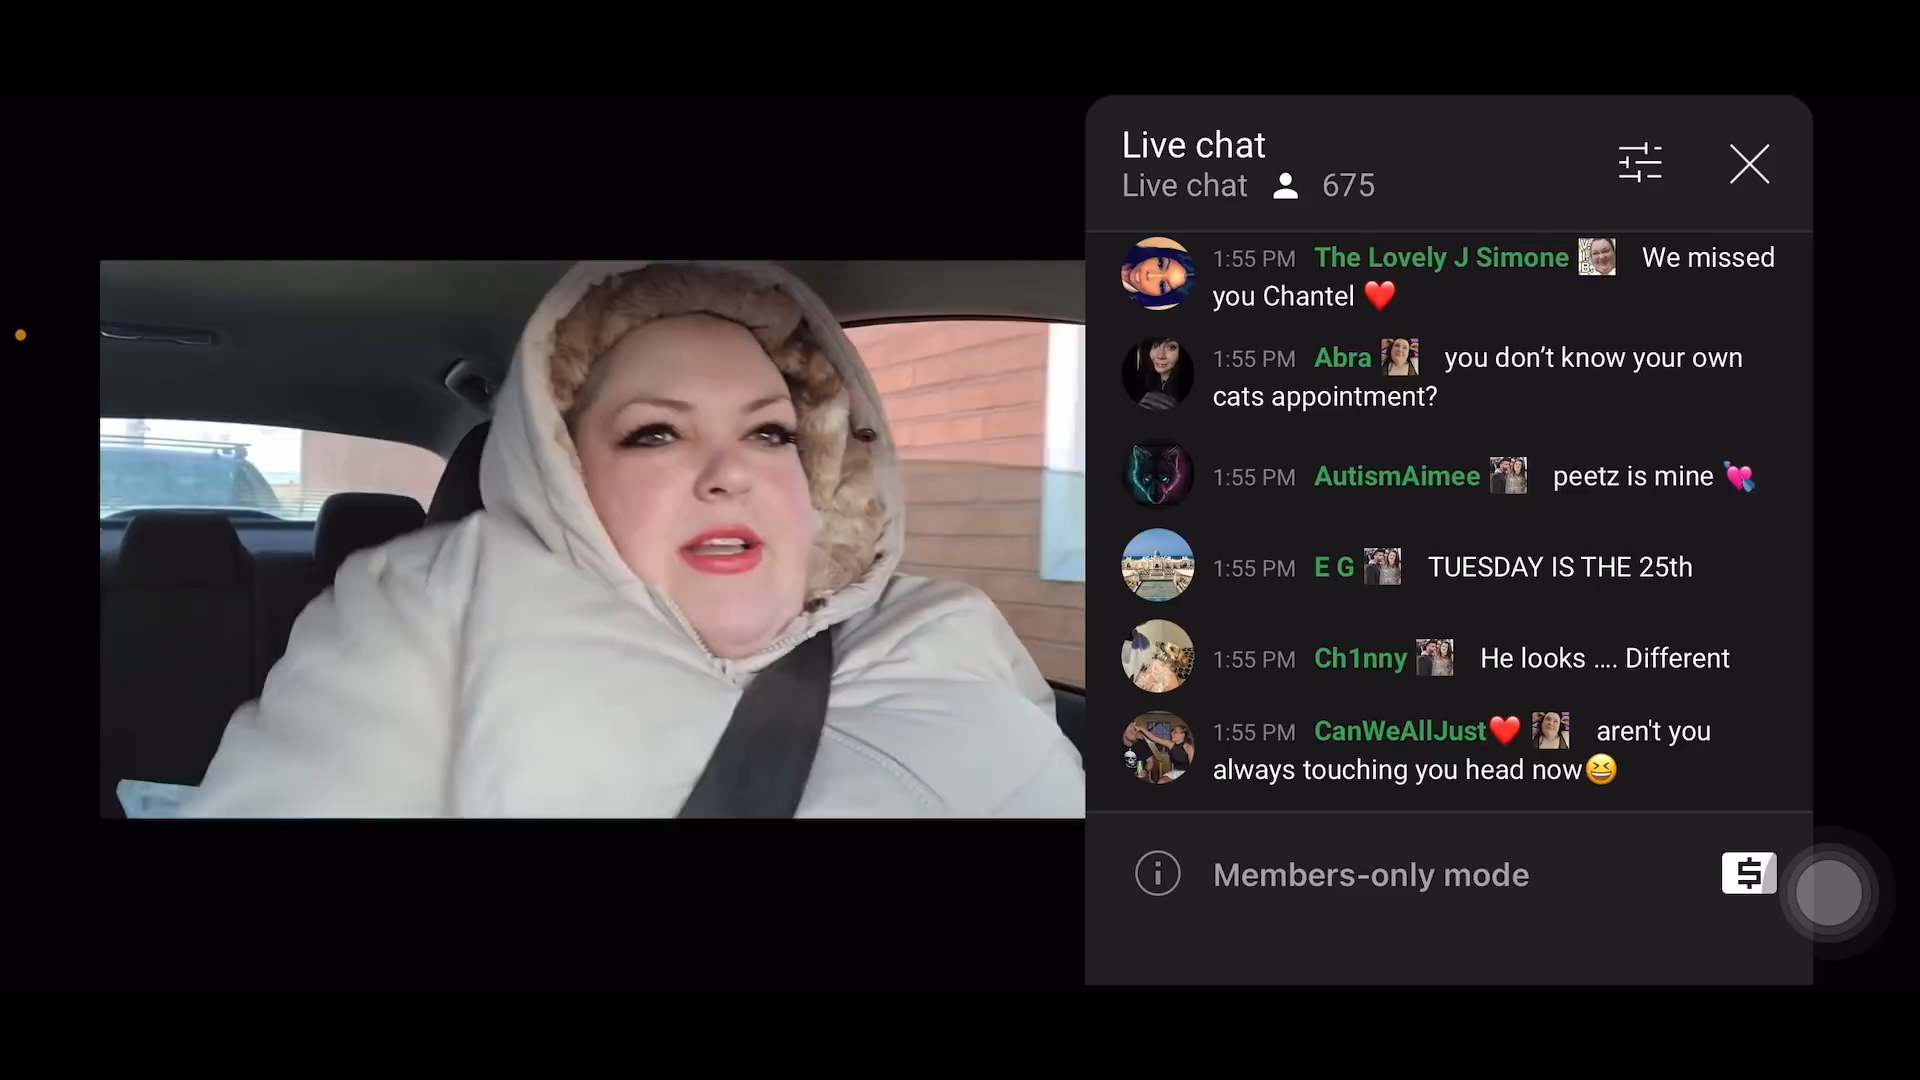 Live chat
Live chat 675
1:55 PM The Lovely J Simone We missed
you Chantel ❤️
1:55 PM Abra you don’t know your own
cats appointment?
1:55 PM AutismAimee peetz is mine 💘
1:55 PM E G TUESDAY IS THE 25th
1:55 PM Ch1nny He looks .... Different
1:55 PM CanWeAllJust❤️ aren't you
always touching you head now😆
Members-only mode